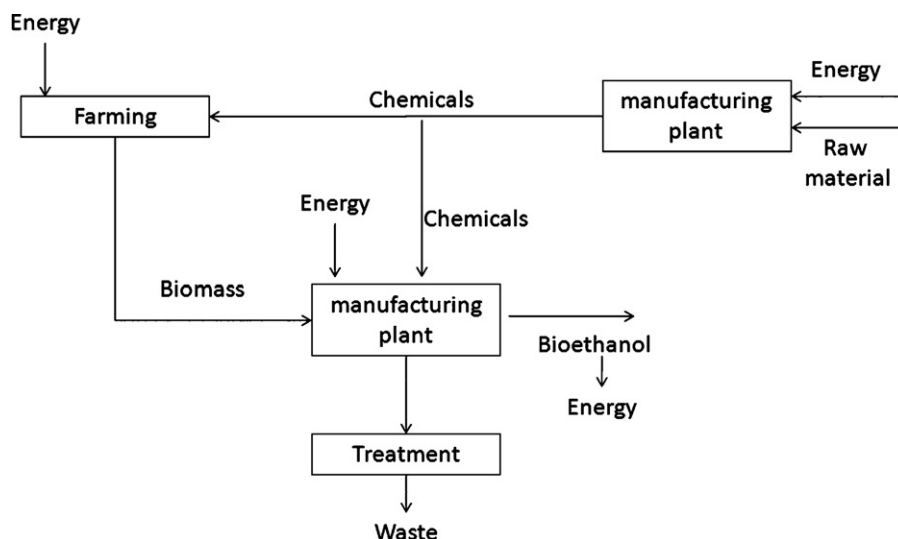 Energy
Farming
Chemicals
manufacturing
plant
Energy
Raw
material
Energy
Chemicals
Biomass
manufacturing
plant
Bioethanol
Energy
Treatment
Waste